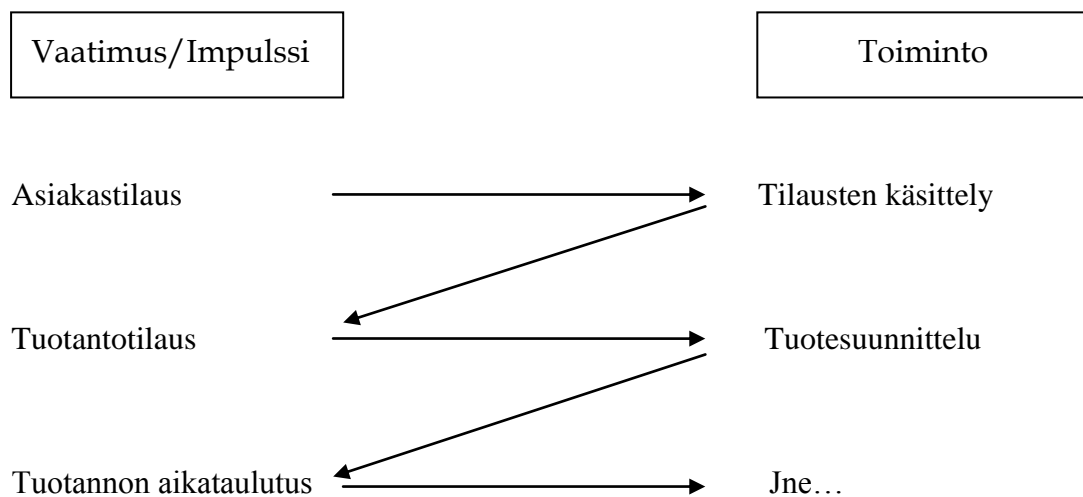 Vaatimus/Impulssi
Toiminto
Asiakastilaus
Tilausten käsittely
Tuotantotilaus
Tuotesuunnittelu
Tuotannon aikataulutus
Jne…